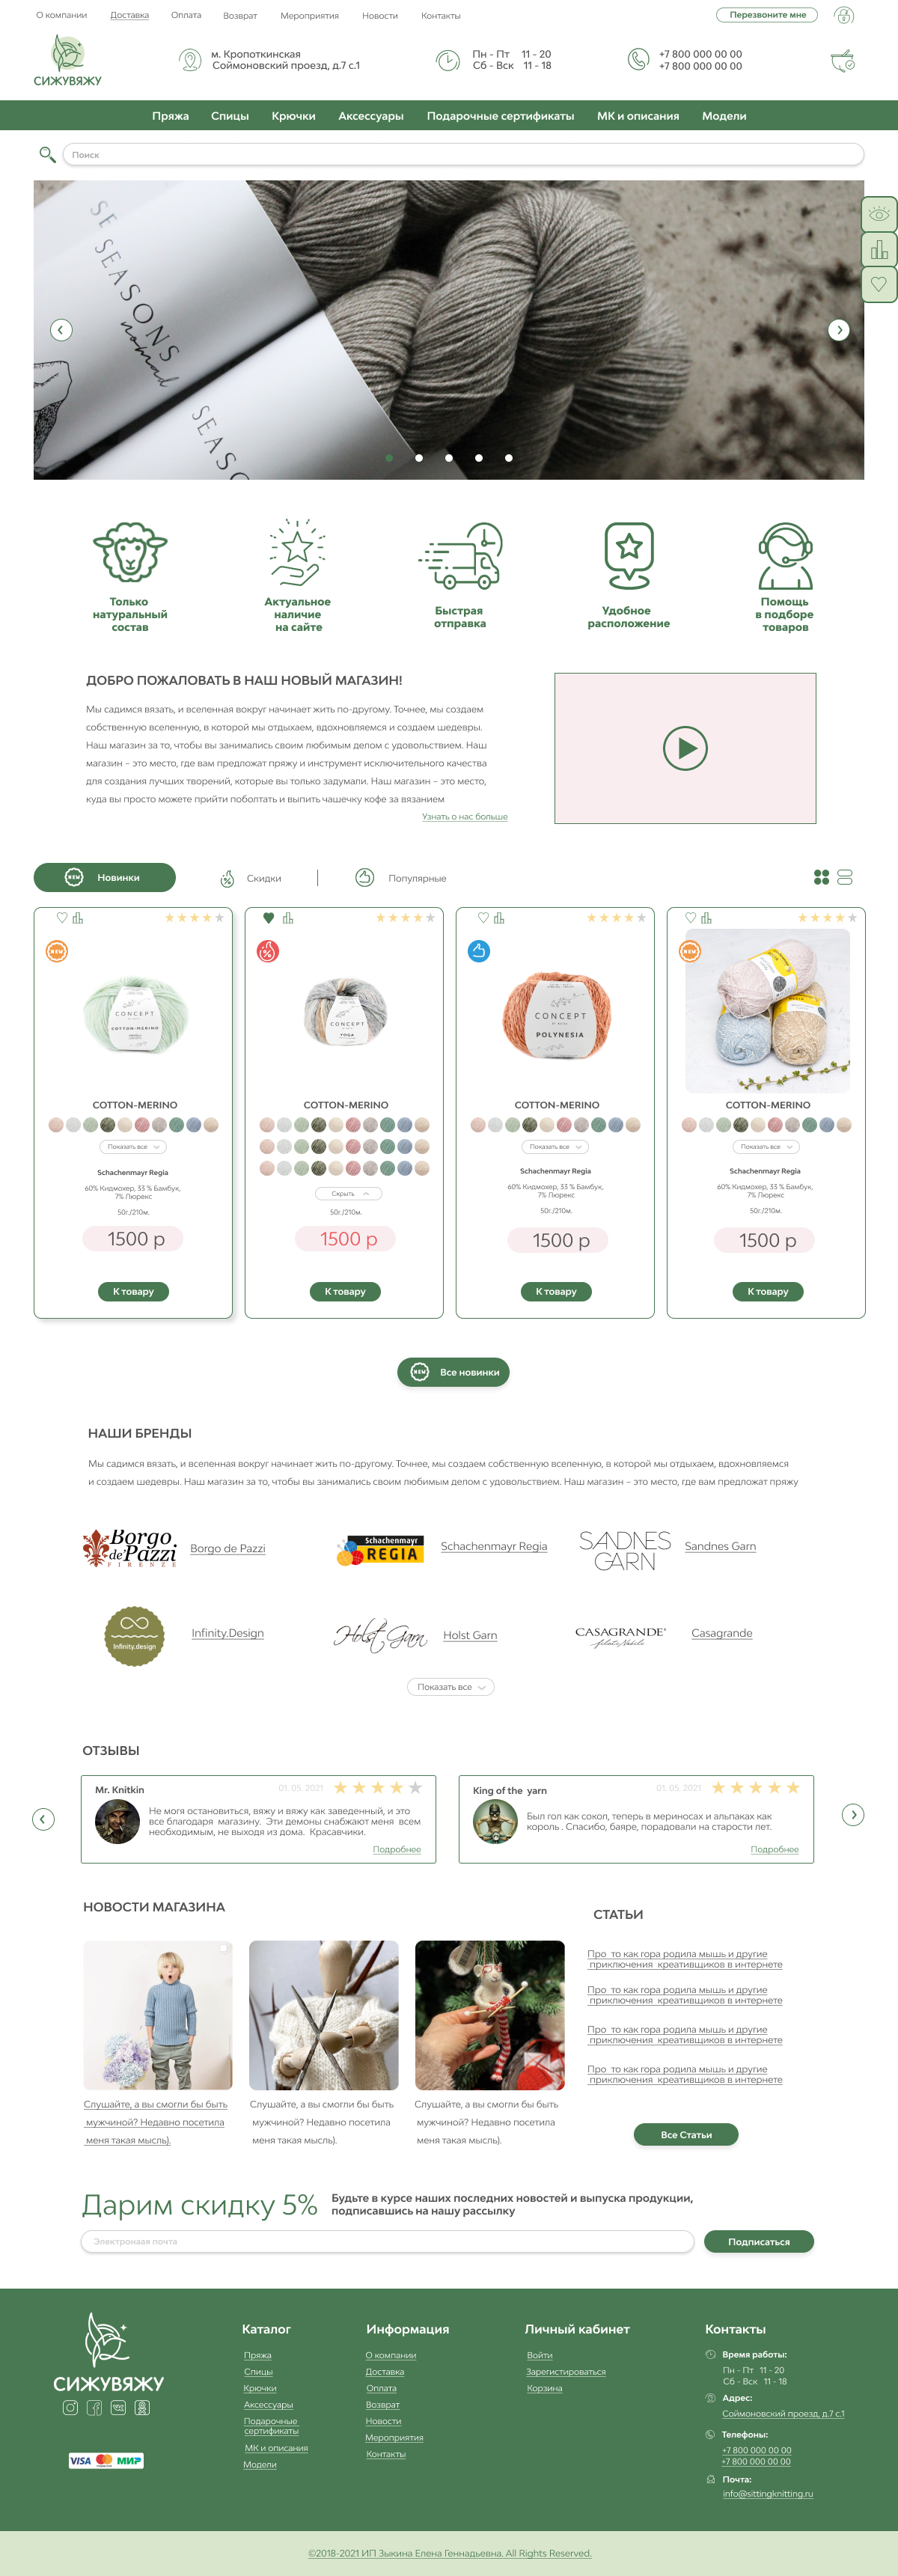 О компании Доставка Оплата Возврат Мероприятия Новости Контакты Перезвоните мне
СИЖУВЯЖУ
м. Кропоткинская
Соймоновский проезд, д.7 с.1
Пн - Пт 11 - 20
Сб - Вск 11 - 18
+7 800 000 00 00
+7 800 000 00 00
Пряжа Спицы Крючки Аксессуары Подарочные сертификаты МК и описания Модели
Поиск
SEASONS
nomad
SEASONS
Только
натуральный
состав
Актуальное
наличие
на сайте
Быстрая
отправка
Удобное
расположение
Помощь
в подборе
товаров
ДОБРО ПОЖАЛОВАТЬ В НАШ НОВЫЙ МАГАЗИН!
Мы садимся вязать, и вселенная вокруг начинает жить по-другому. Точнее, мы создаем
собственную вселенную, в которой мы отдыхаем, вдохновляемся и создаем шедевры.
Наш магазин за то, чтобы вы занимались своим любимым делом с удовольствием. Наш
магазин – это место, где вам предложат пряжу и инструмент исключительного качества
для создания лучших творений, которые вы только задумали. Наш магазин – это место,
куда вы просто можете прийти поболтать и выпить чашечку кофе за вязанием
Узнать о нас больше
NEW Новинки Скидки Популярные
NEW
CONCEPT
COTTON-MERINO
COTTON-MERINO
Показать все
Schachenmayr Regia
60% Кидмохер, 33 % Бамбук,
7% Люрекс
50г./210м.
1500 р
К товару
CONCEPT
YOGA
COTTON-MERINO
Скрыть
50г./210м.
1500 р
К товару
CONCEPT
POLYNESIA
COTTON-MERINO
Показать все
Schachenmayr Regia
60% Кидмохер, 33 % Бамбук,
7% Люрекс
50г./210м.
1500 р
К товару
NEW
COTTON-MERINO
Показать все
Schachenmayr Regia
60% Кидмохер, 33 % Бамбук,
7% Люрекс
50г./210м.
1500 р
К товару
NEW Все новинки
НАШИ БРЕНДЫ
Мы садимся вязать, и вселенная вокруг начинает жить по-другому. Точнее, мы создаем собственную вселенную, в которой мы отдыхаем, вдохновляемся
и создаем шедевры. Наш магазин за то, чтобы вы занимались своим любимым делом с удовольствием. Наш магазин – это место, где вам предложат пряжу
Borgo
de Pazzi
FIRENZE
Borgo de Pazzi
Schachenmayr
REGIA
Schachenmayr Regia
SANDNES
GARN
Sandnes Garn
Infinity.design
Infinity.Design
Holst Garn
Holst Garn
CASAGRANDE
filati Nobili
Casagrande
Показать все
ОТЗЫВЫ
Mr. Knitkin 01. 05. 2021
Не могя остановиться, вяжу и вяжу как заведенный, и это
все благодаря магазину. Эти демоны снабжают меня всем
необходимым, не выходя из дома. Красавчики.
Подробнее
King of the yarn 01. 05. 2021
Был гол как сокол, теперь в мериносах и альпаках как
король . Спасибо, баяре, порадовали на старости лет.
Подробнее
НОВОСТИ МАГАЗИНА
Слушайте, а вы смогли бы быть
мужчиной? Недавно посетила
меня такая мысль).
Слушайте, а вы смогли бы быть
мужчиной? Недавно посетила
меня такая мысль).
Слушайте, а вы смогли бы быть
мужчиной? Недавно посетила
меня такая мысль).
СТАТЬИ
Про то как гора родила мышь и другие
приключения креативщиков в интернете
Про то как гора родила мышь и другие
приключения креативщиков в интернете
Про то как гора родила мышь и другие
приключения креативщиков в интернете
Про то как гора родила мышь и другие
приключения креативщиков в интернете
Все Статьи
Дарим скидку 5%
Будьте в курсе наших последних новостей и выпуска продукции,
подписавшись на нашу рассылку
Электронная почта
Подписаться
СИЖУВЯЖУ
VISA МИР
Каталог
Пряжа
Спицы
Крючки
Аксессуары
Подарочные
сертификаты
МК и описания
Модели
Информация
О компании
Доставка
Оплата
Возврат
Новости
Мероприятия
Контакты
Личный кабинет
Войти
Зарегистироваться
Корзина
Контакты
Время работы:
Пн - Пт 11 - 20
Сб - Вск 11 - 18
Адрес:
Соймоновский проезд, д.7 с.1
Телефоны:
+7 800 000 00 00
+7 800 000 00 00
Почта:
info@sittingknitting.ru
©2018-2021 ИП Зыкина Елена Геннадьевна. All Rights Reserved.